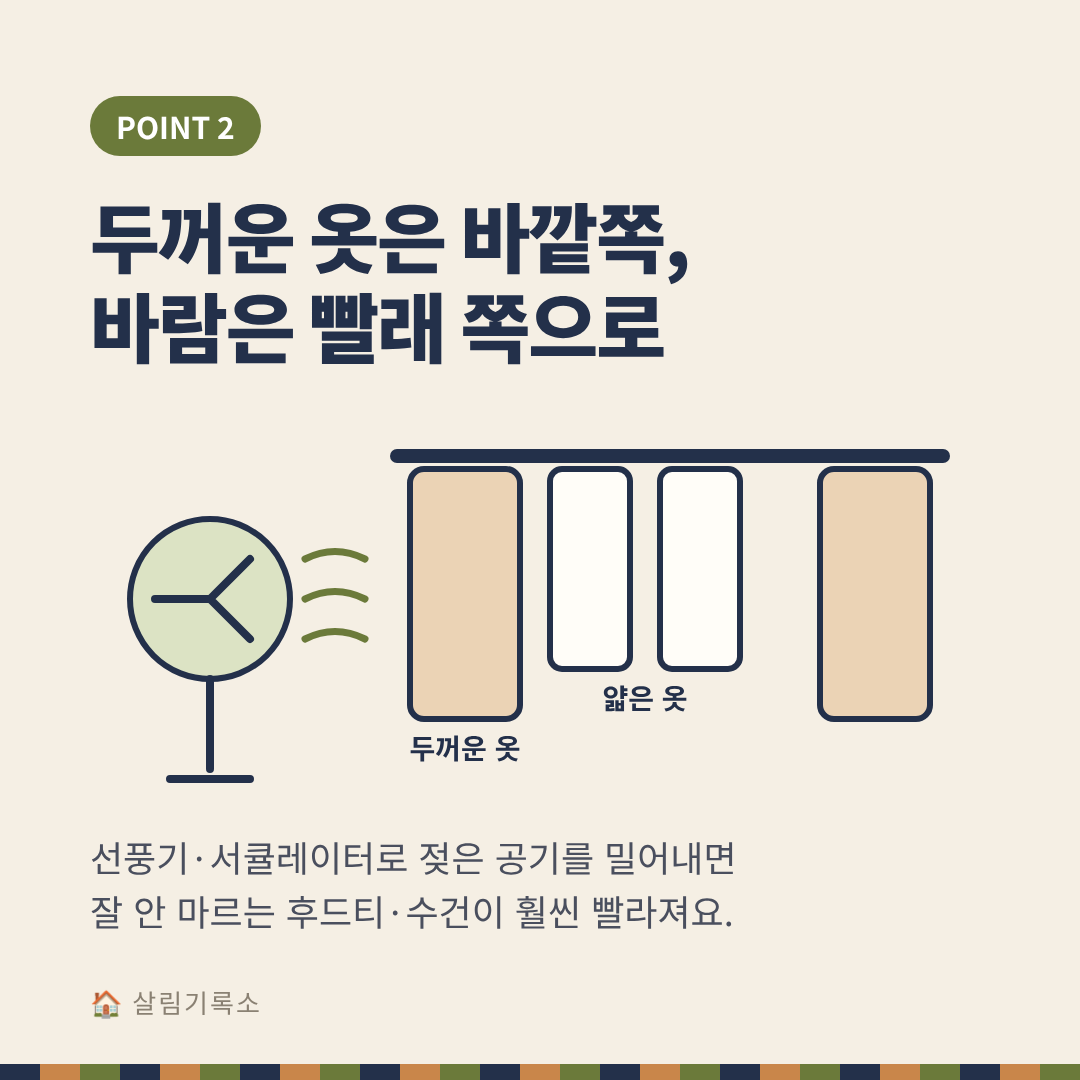 POINT 2
두꺼운 옷은 바깥쪽,
바람은 빨래 쪽으로
얇은 옷
두꺼운 옷
선풍기·서큘레이터로 젖은 공기를 밀어내면
잘 안 마르는 후드티·수건이 훨씬 빨라져요.
살림기록소